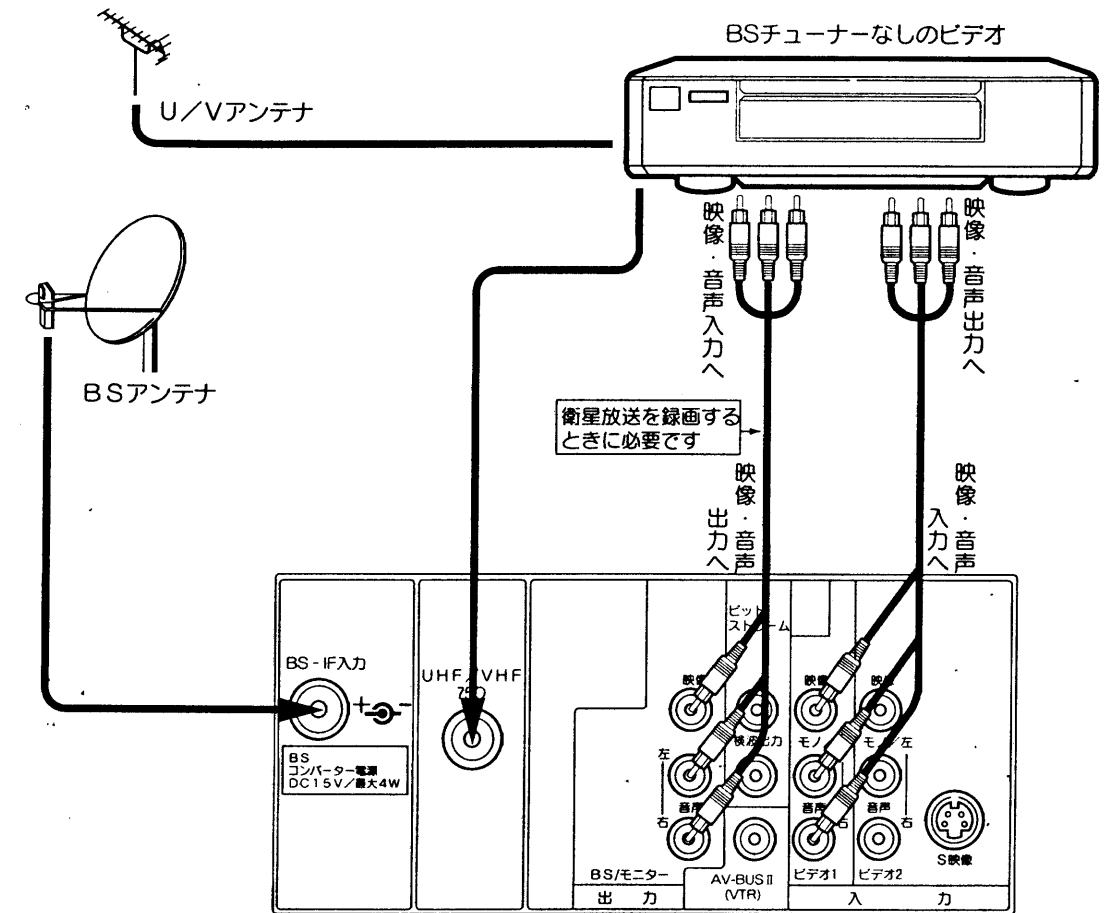 BSチューナーなしのビデオ
U/Vアンテナ
BSアンテナ
映像・音声入力へ
映像・音声出力へ
衛星放送を録画する
ときに必要です
映像・音声
出力へ
映像・音声
入力へ
BS-IF入力
BS
コンバーター電源
DC15V/最大4W
UHF/VHF
75Ω
ビット
ストリーム
映像
検波出力
左
音声
右
BS/モニター
出力
AV-BUSⅡ
(VTR)
映像
モノ
音声
右
ビデオ1
映像
モノ/左
音声
右
ビデオ2
S映像
入力